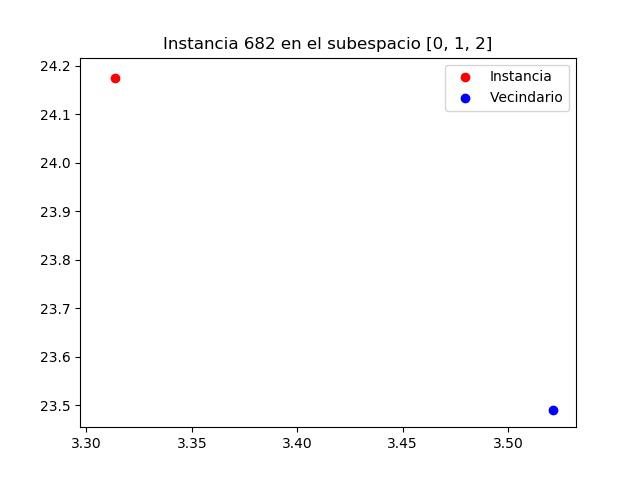 Instancia 682 en el subespacio [0, 1, 2]
24.2
24.1
24.0
23.9
23.8
23.7
23.6
23.5
Instancia
Vecindario
3.30 3.35 3.40 3.45 3.50